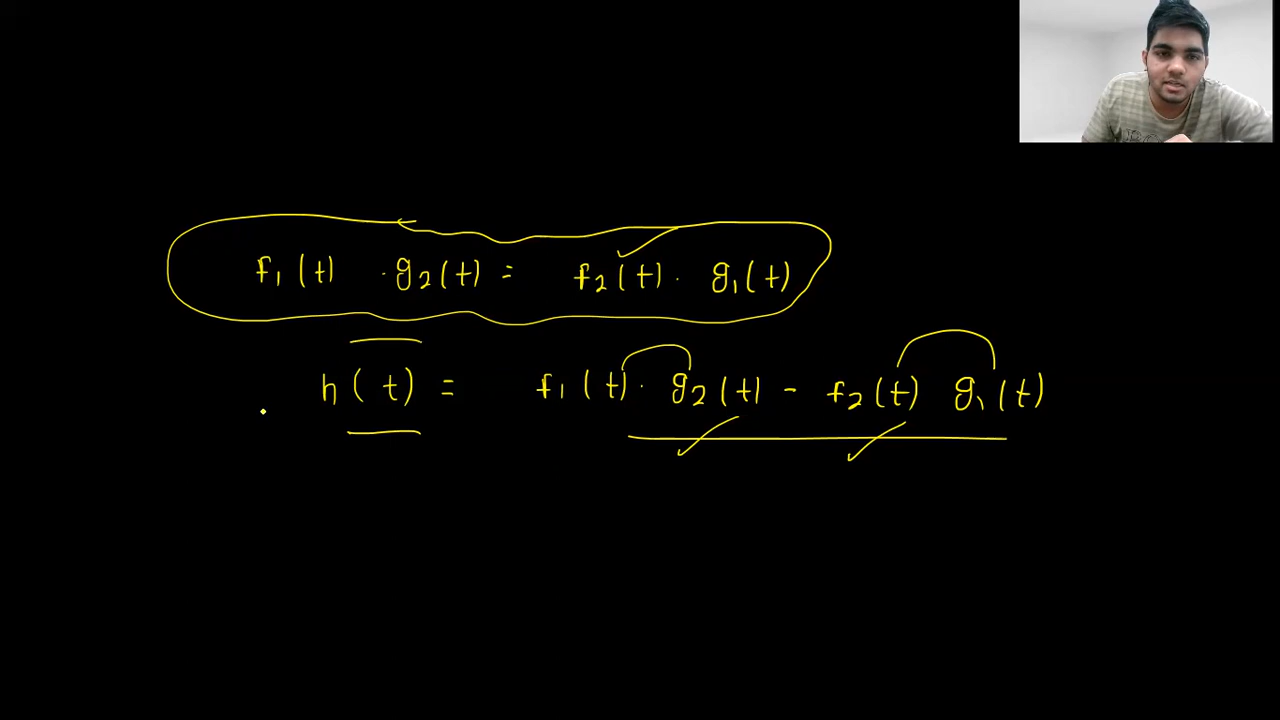 f₁(t) · g₂(t) = f₂(t) · g₁(t)
h(t) = f₁(t) · g₂(t) - f₂(t) g₁(t)